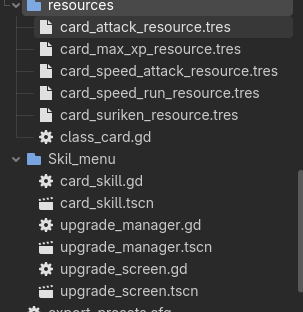 resources
card_attack_resource.tres
card_max_xp_resource.tres
card_speed_attack_resource.tres
card_speed_run_resource.tres
card_suriken_resource.tres
class_card.gd
Skil_menu
card_skill.gd
card_skill.tscn
upgrade_manager.gd
upgrade_manager.tscn
upgrade_screen.gd
upgrade_screen.tscn
export_presets.cfg